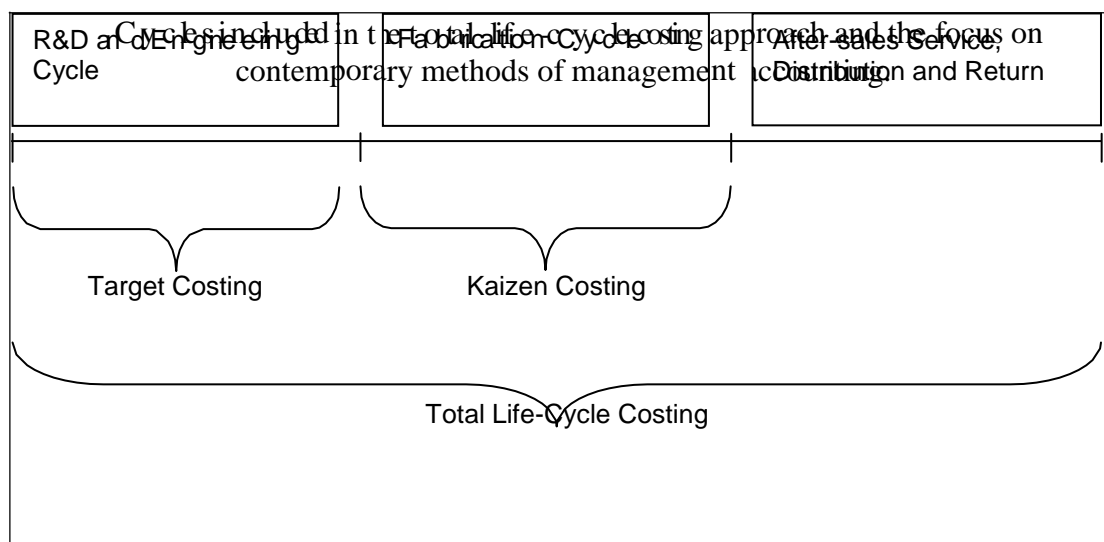 Cycles included in the total life-cycle costing approach and the focus on
contemporary methods of management accounting.
R&D and Engineering
Cycle
Fabrication Cycle
After-sales Service,
Distribution and Return
Target Costing
Kaizen Costing
Total Life-Cycle Costing